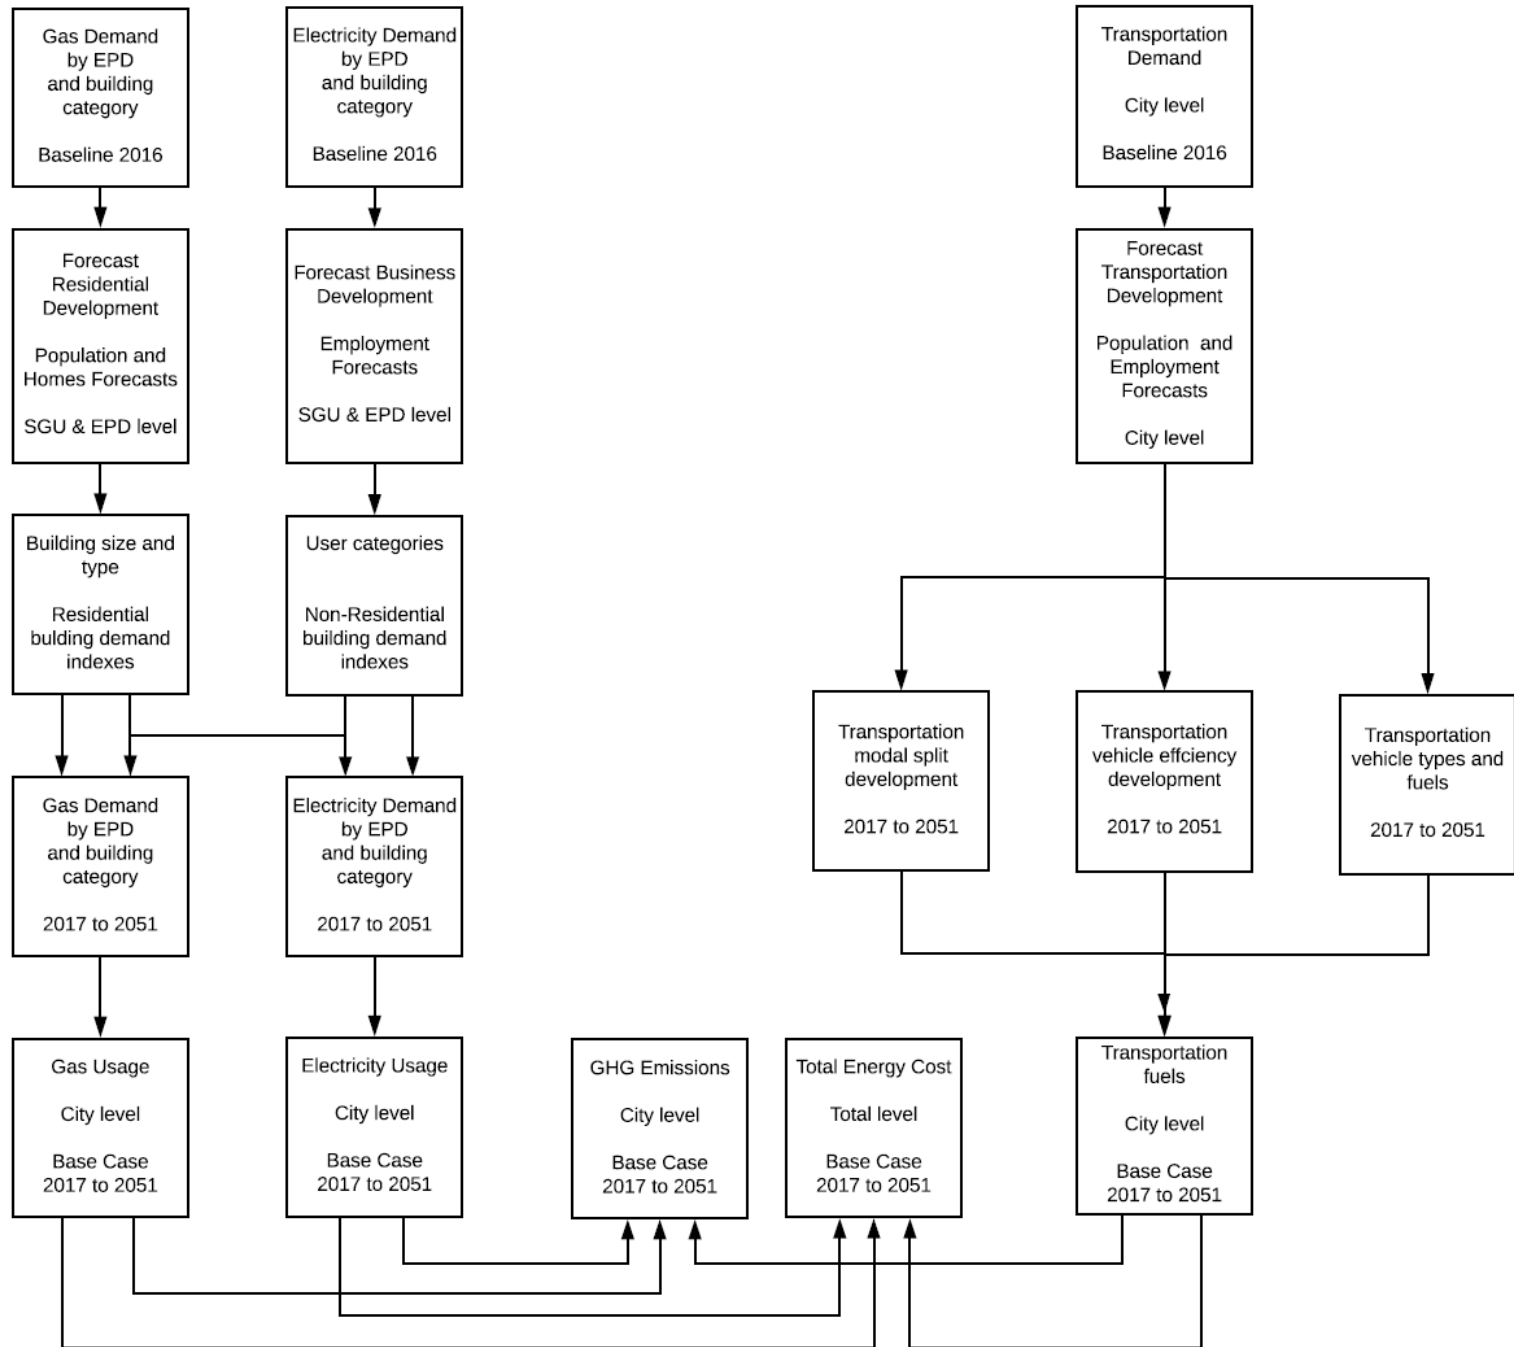 Gas Demand
by EPD
and building
category
Baseline 2016
Electricity Demand
by EPD
and building
category
Baseline 2016
Transportation
Demand
City level
Baseline 2016
Forecast
Residential
Development
Population and
Homes Forecasts
SGU & EPD level
Forecast Business
Development
Employment
Forecasts
SGU & EPD level
Forecast
Transportation
Development
Population and
Employment
Forecasts
City level
Building size and
type
Residential
bulding demand
indexes
User categories
Non-Residential
building demand
indexes
Transportation
modal split
development
2017 to 2051
Transportation
vehicle effciency
development
2017 to 2051
Transportation
vehicle types and
fuels
2017 to 2051
Gas Demand
by EPD
and building
category
2017 to 2051
Electricity Demand
by EPD
and building
category
2017 to 2051
Gas Usage
City level
Base Case
2017 to 2051
Electricity Usage
City level
Base Case
2017 to 2051
GHG Emissions
City level
Base Case
2017 to 2051
Total Energy Cost
Total level
Base Case
2017 to 2051
Transportation
fuels
City level
Base Case
2017 to 2051